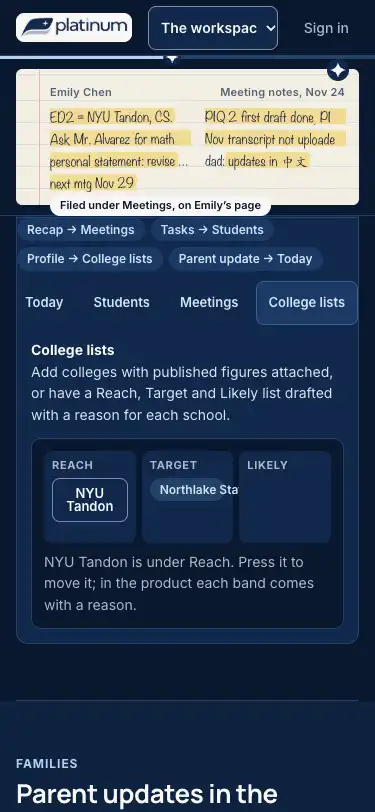 platinum
The workspac
Sign in
Emily Chen
Meeting notes, Nov 24
ED2 = NYU Tandon, CS.
Ask Mr. Alvarez for math
personal statement: revise ...
next mtg Nov 29
PIQ 2 first draft done, PI
Nov transcript not uploade
dad: updates in 中文
Filed under Meetings, on Emily's page
Recap → Meetings
Tasks → Students
Profile → College lists
Parent update → Today
Today
Students
Meetings
College lists
College lists
Add colleges with published figures attached,
or have a Reach, Target and Likely list drafted
with a reason for each school.
REACH
TARGET
LIKELY
NYU
Tandon
Northlake Sta
NYU Tandon is under Reach. Press it to
move it; in the product each band comes
with a reason.
FAMILIES
Parent updates in the